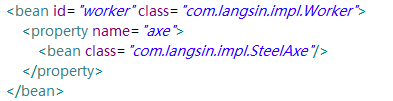 <bean id="worker" class="com.langsin.impl.Worker">
<property name="axe">
<bean class="com.langsin.impl.SteelAxe"/>
</property>
</bean>